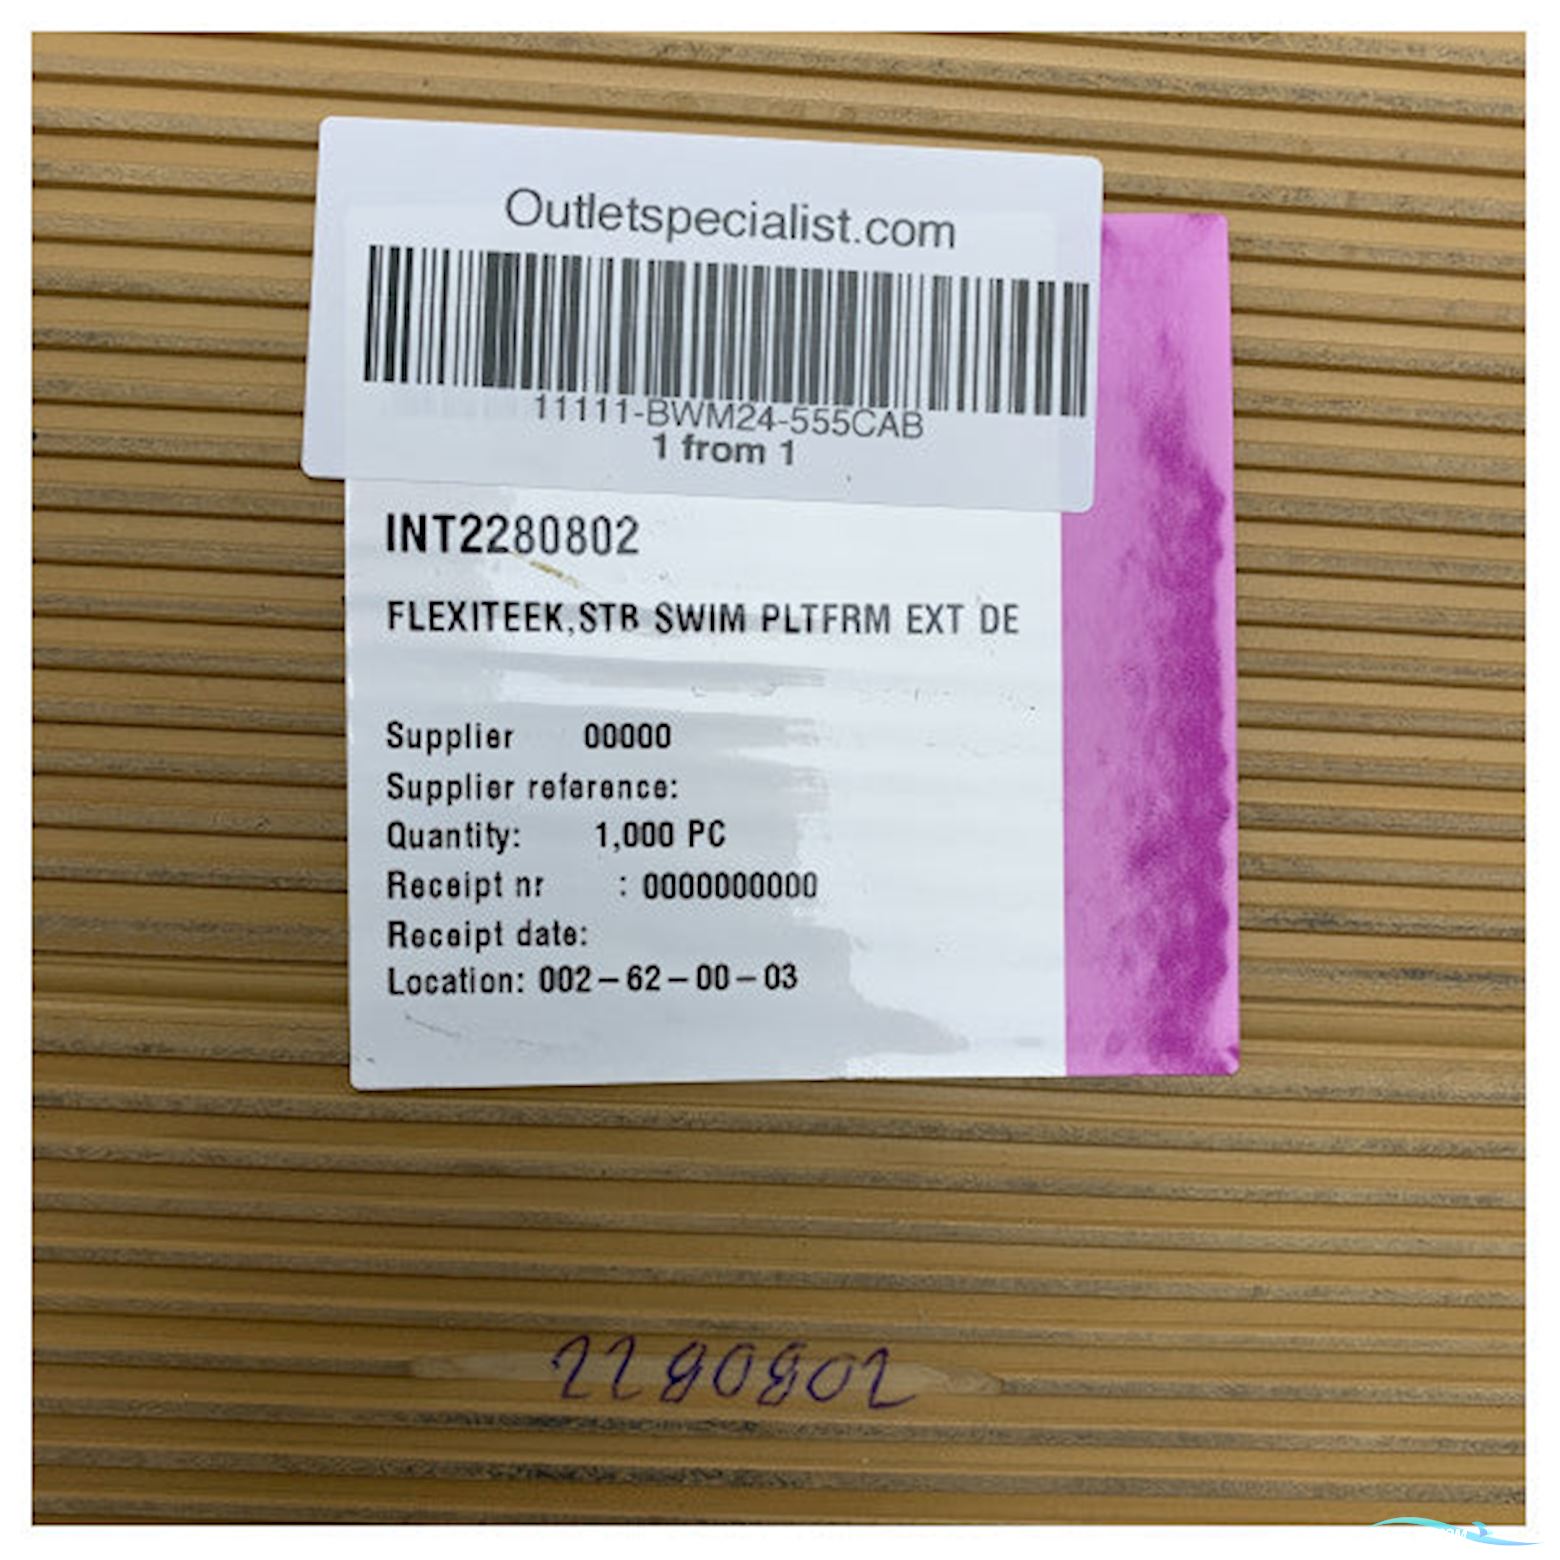 Outletspecialist.com
11111-BWM24-555CAB
1 from 1
INT2280802
FLEXITEEK,STB SWIM PLTFRM EXT DE
Supplier 00000
Supplier reference:
Quantity: 1,000 PC
Receipt nr : 0000000000
Receipt date:
Location: 002-62-00-03
2280802